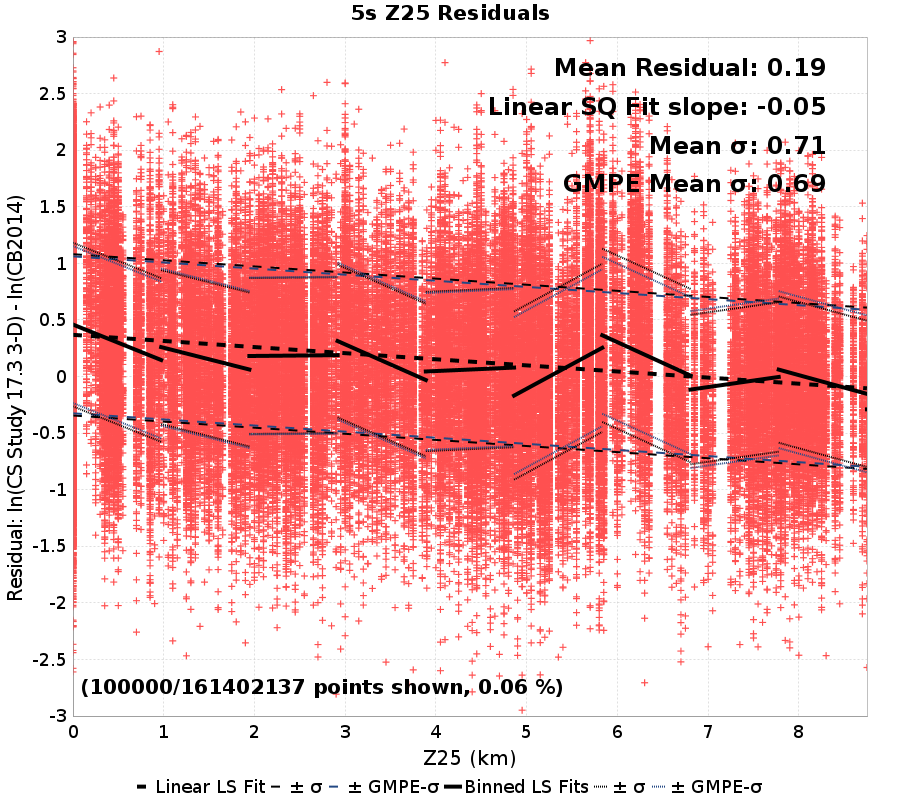 5s Z25 Residuals
3
2.5
2
1.5
1
0.5
0
-0.5
-1
-1.5
-2
-2.5
-3
Residual: ln(CS Study 17.3 3-D) - ln(CB2014)
Mean Residual: 0.19
Linear SQ Fit slope: -0.05
Mean σ: 0.71
GMPE Mean σ: 0.69
(100000/161402137 points shown, 0.06 %)
0 1 2 3 4 5 6 7 8
Z25 (km)
Linear LS Fit ± σ ± GMPE-σ Binned LS Fits ± σ ± GMPE-σ